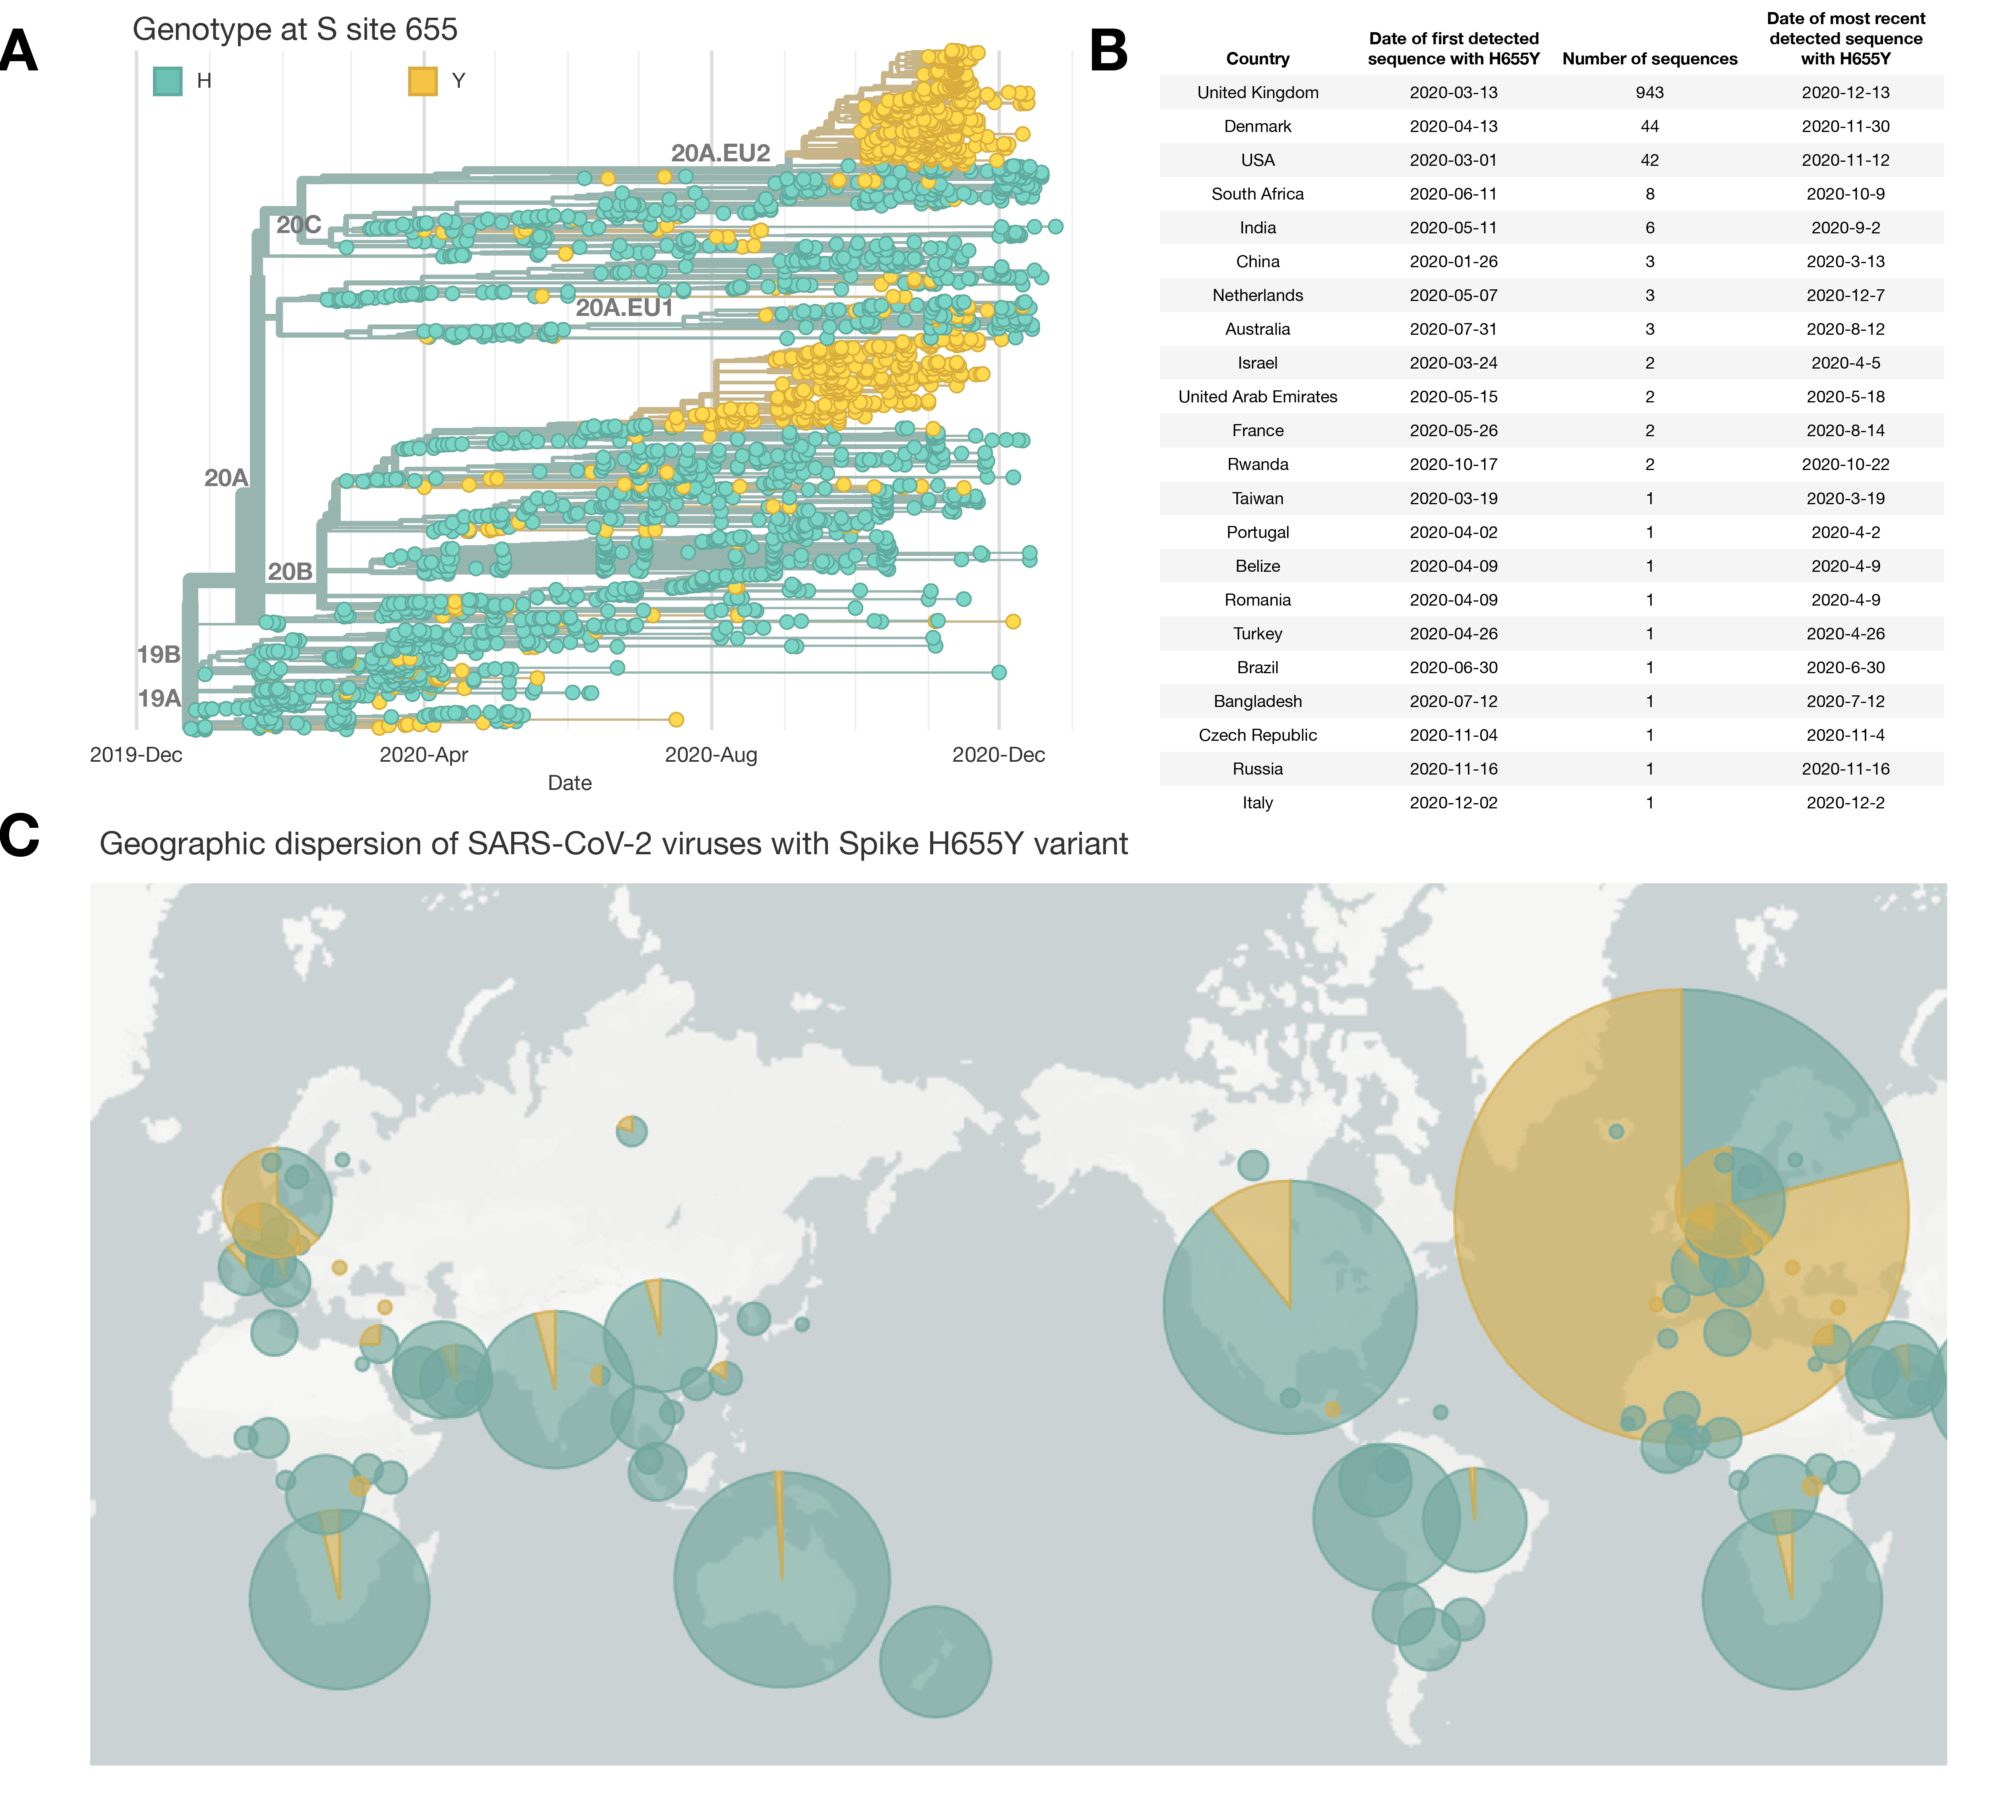 A
Genotype at S site 655
H
Y
20A.EU2
20C
20A.EU1
20A
20B
19B
19A
2019-Dec
2020-Apr
2020-Aug
2020-Dec
Date
B
Country
Date of first detected
sequence with H655Y
Number of sequences
Date of most recent
detected sequence
with H655Y
United Kingdom 2020-03-13 943 2020-12-13
Denmark 2020-04-13 44 2020-11-30
USA 2020-03-01 42 2020-11-12
South Africa 2020-06-11 8 2020-10-9
India 2020-05-11 6 2020-9-2
China 2020-01-26 3 2020-3-13
Netherlands 2020-05-07 3 2020-12-7
Australia 2020-07-31 3 2020-8-12
Israel 2020-03-24 2 2020-4-5
United Arab Emirates 2020-05-15 2 2020-5-18
France 2020-05-26 2 2020-8-14
Rwanda 2020-10-17 2 2020-10-22
Taiwan 2020-03-19 1 2020-3-19
Portugal 2020-04-02 1 2020-4-2
Belize 2020-04-09 1 2020-4-9
Romania 2020-04-09 1 2020-4-9
Turkey 2020-04-26 1 2020-4-26
Brazil 2020-06-30 1 2020-6-30
Bangladesh 2020-07-12 1 2020-7-12
Czech Republic 2020-11-04 1 2020-11-4
Russia 2020-11-16 1 2020-11-16
Italy 2020-12-02 1 2020-12-2
C
Geographic dispersion of SARS-CoV-2 viruses with Spike H655Y variant